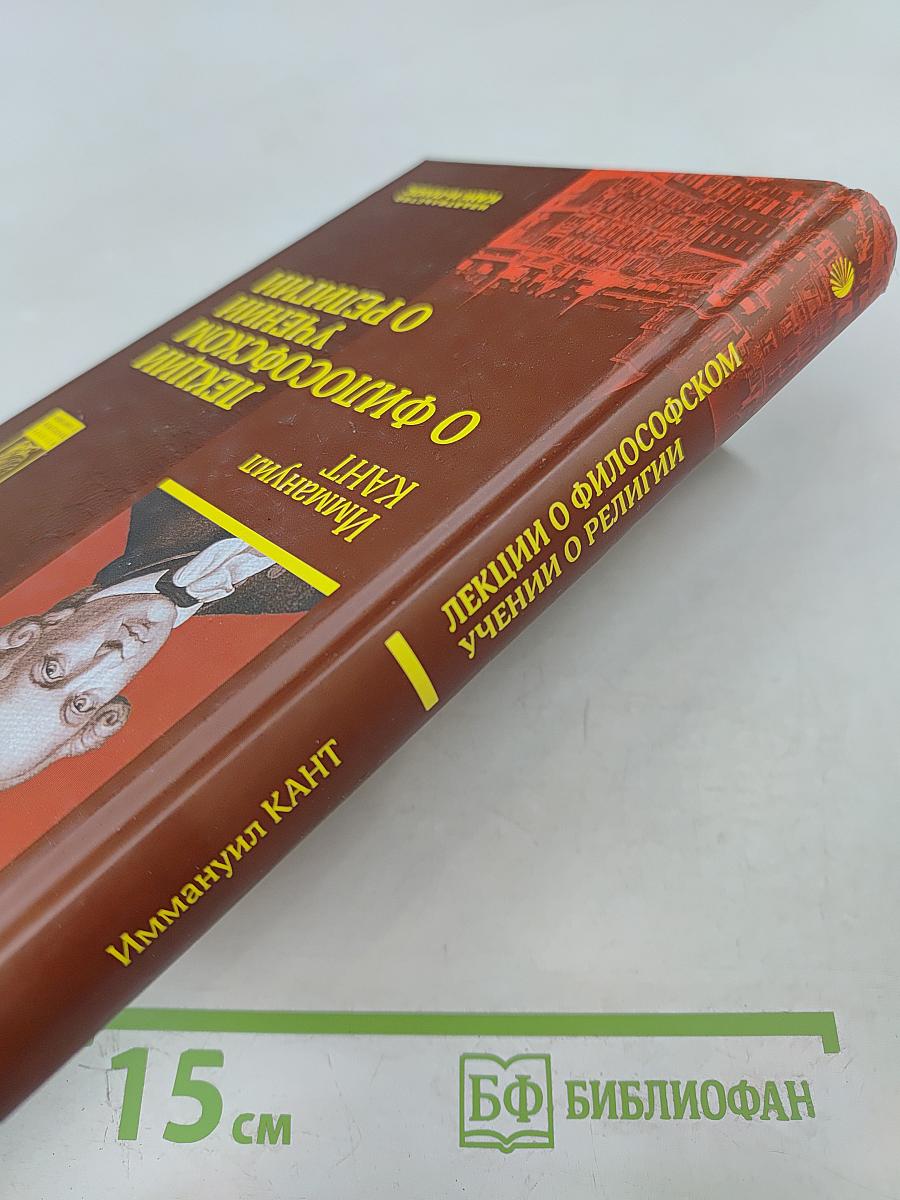 Иммануил
КАНТ
ЛЕКЦИИ
О ФИЛОСОФСКОМ
УЧЕНИИ
О РЕЛИГИИ
Иммануил КАНТ
ЛЕКЦИИ О ФИЛОСОФСКОМ
УЧЕНИИ О РЕЛИГИИ
15 см
БФ БИБЛИОФАН